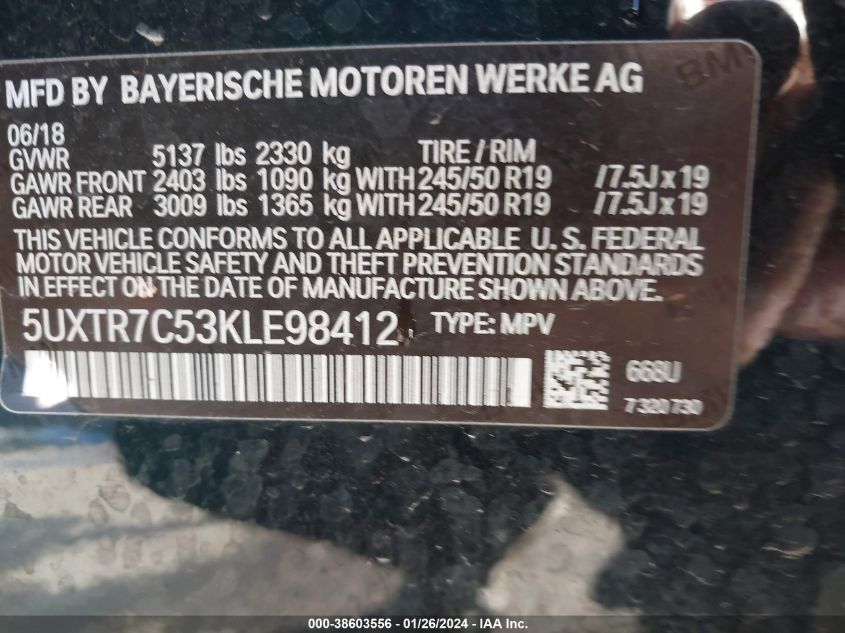 MFD BY BAYERISCHE MOTOREN WERKE AG
06/18
GVWR 5137 lbs 2330 kg TIRE / RIM
GAWR FRONT 2403 lbs 1090 kg WITH 245/50 R19 /7.5J x 19
GAWR REAR 3009 lbs 1365 kg WITH 245/50 R19 /7.5J x 19
THIS VEHICLE CONFORMS TO ALL APPLICABLE U. S. FEDERAL
MOTOR VEHICLE SAFETY AND THEFT PREVENTION STANDARDS
IN EFFECT ON THE DATE OF MANUFACTURE SHOWN ABOVE.
5UXTR7C53KLE98412 TYPE: MPV
668U
7 320 730
000-38603556 - 01/26/2024 - IAA Inc.